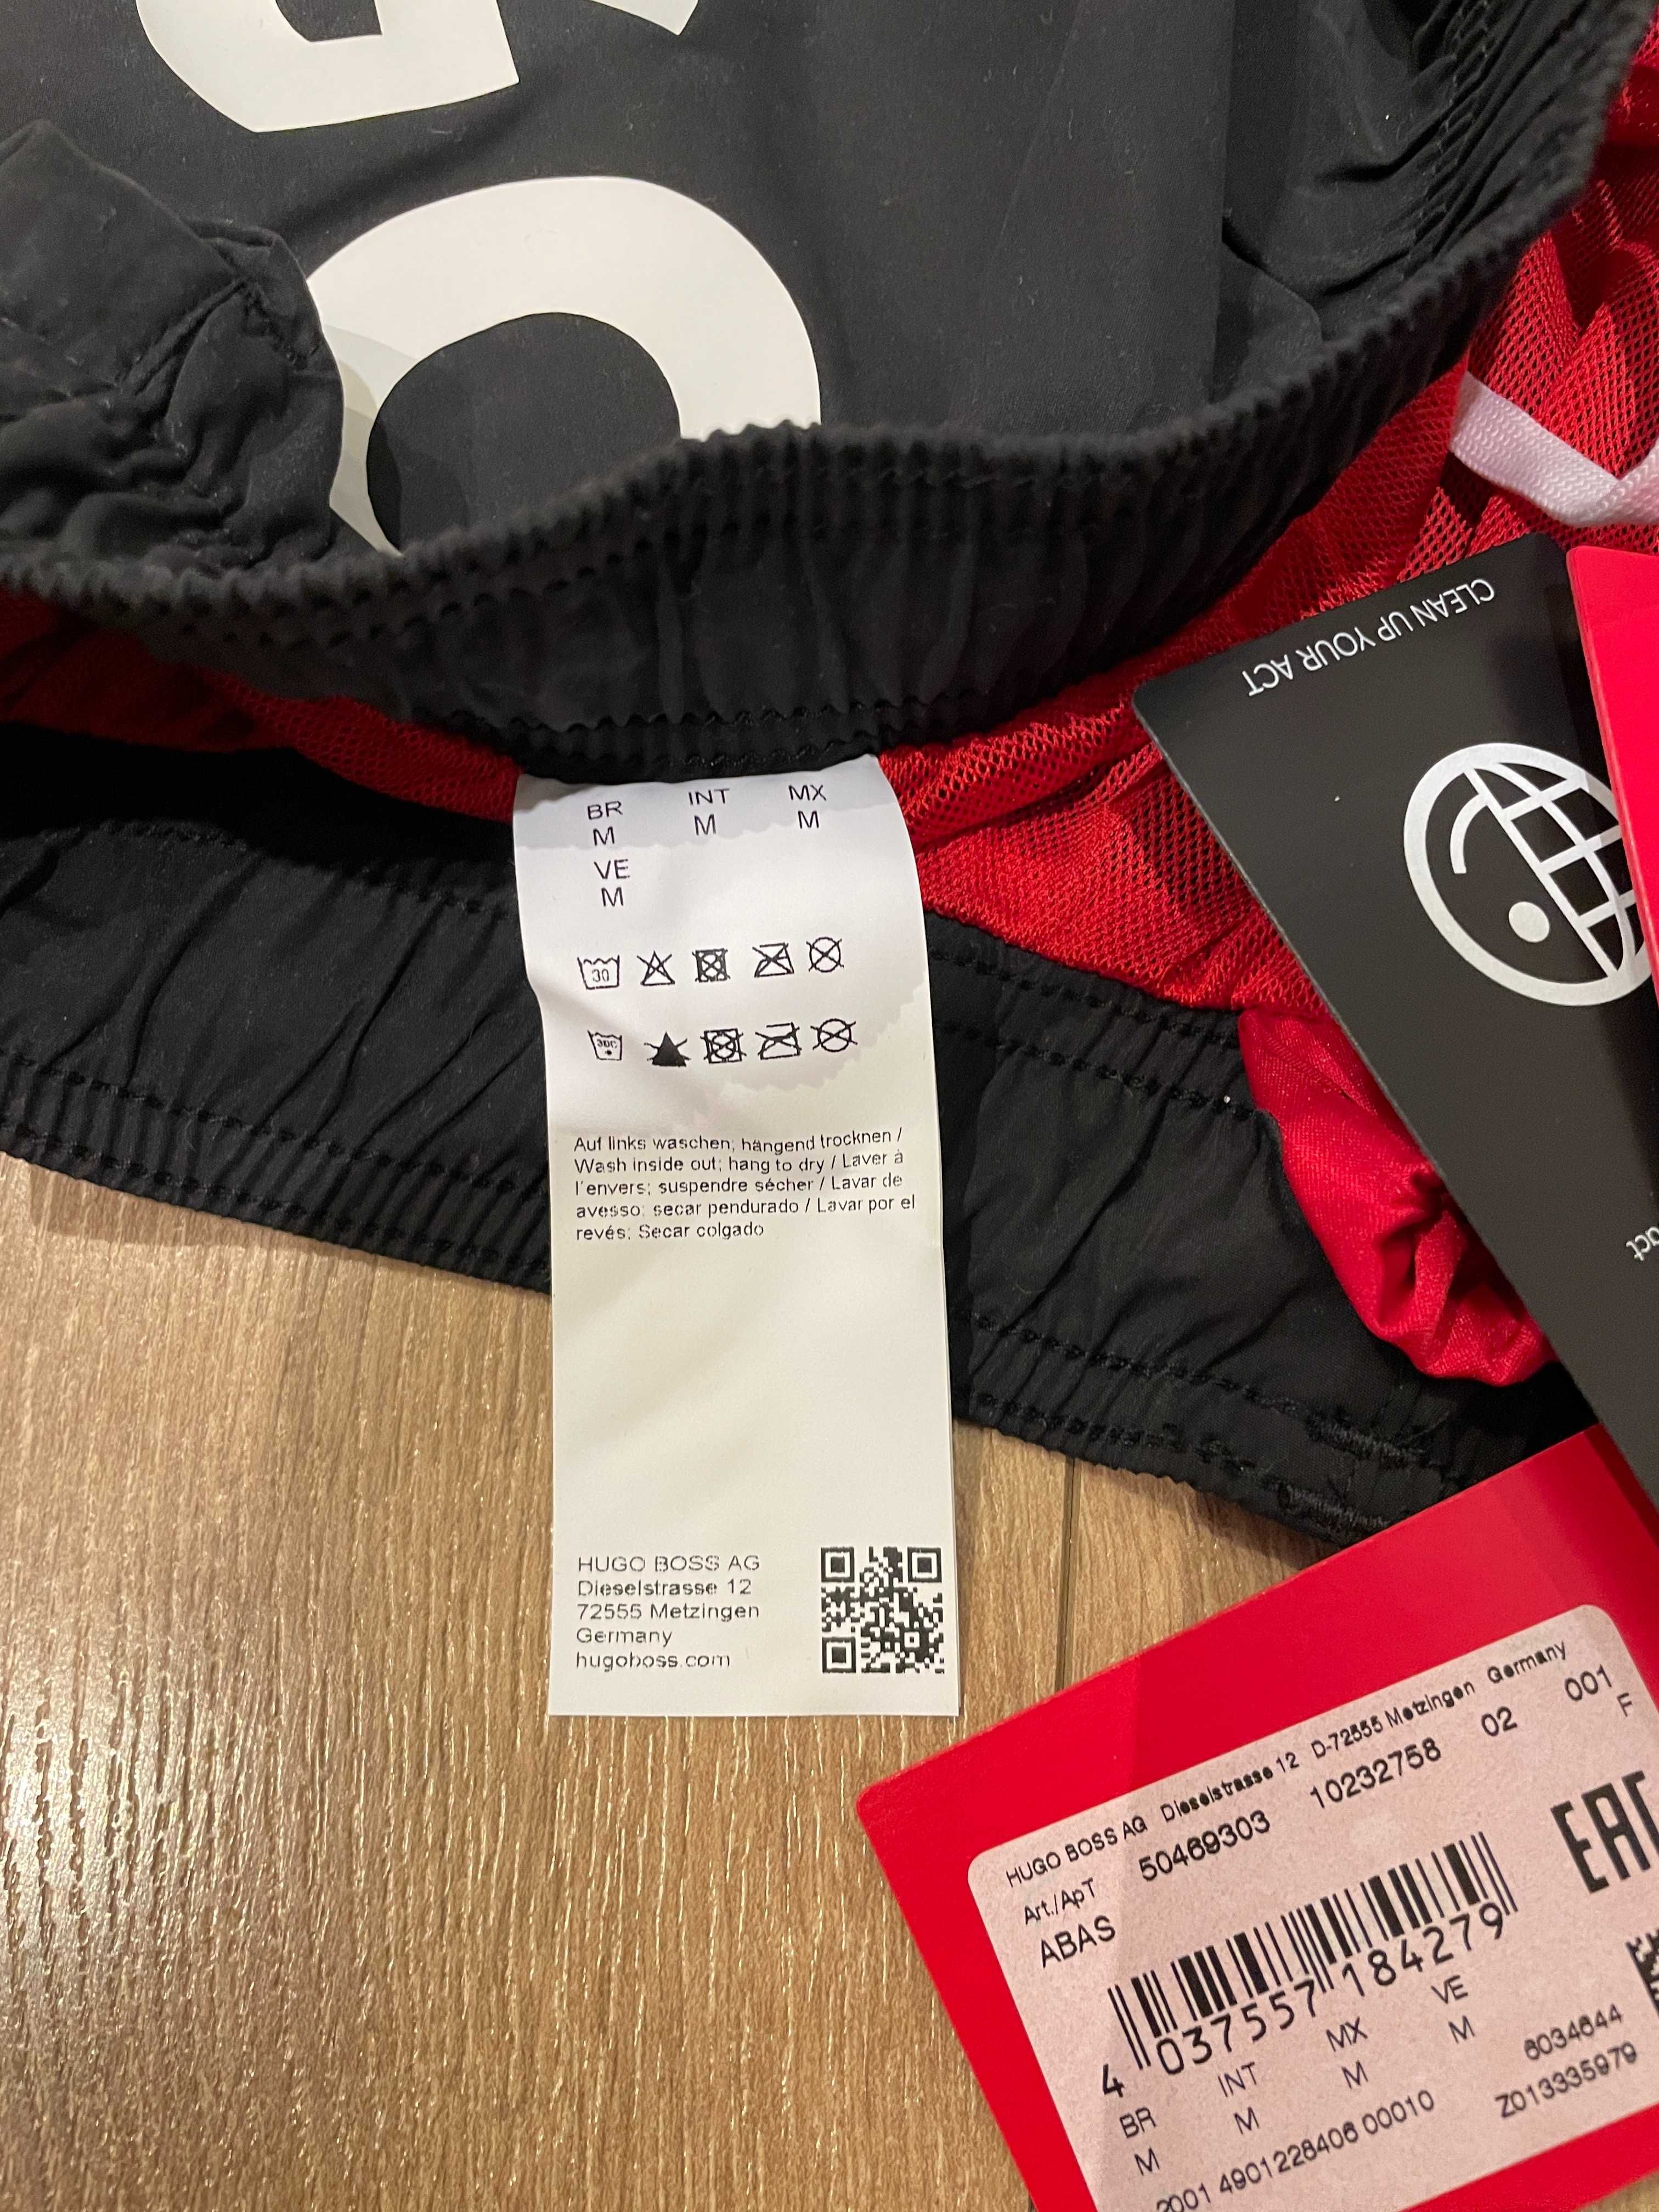 CLEAN UP YOUR ACT
BR INT MX
M M M
VE
M
30
30C
Auf links waschen; hängend trocknen /
Wash inside out; hang to dry / Laver à
l'envers; suspendre sécher / Lavar de
avesso; secar pendurado / Lavar por el
revés; Secar colgado
HUGO BOSS AG
Dieselstrasse 12
72555 Metzingen
Germany
hugoboss.com
HUGO BOSS AG Dieselstrasse 12 D-72555 Metzingen Germany
Art./АрТ 50469303 10232758 02 001
ABAS F
EAC
4 037557 184279
BR INT MX VE
M M M M
6034644
2001 4901228406 00010 Z013335979